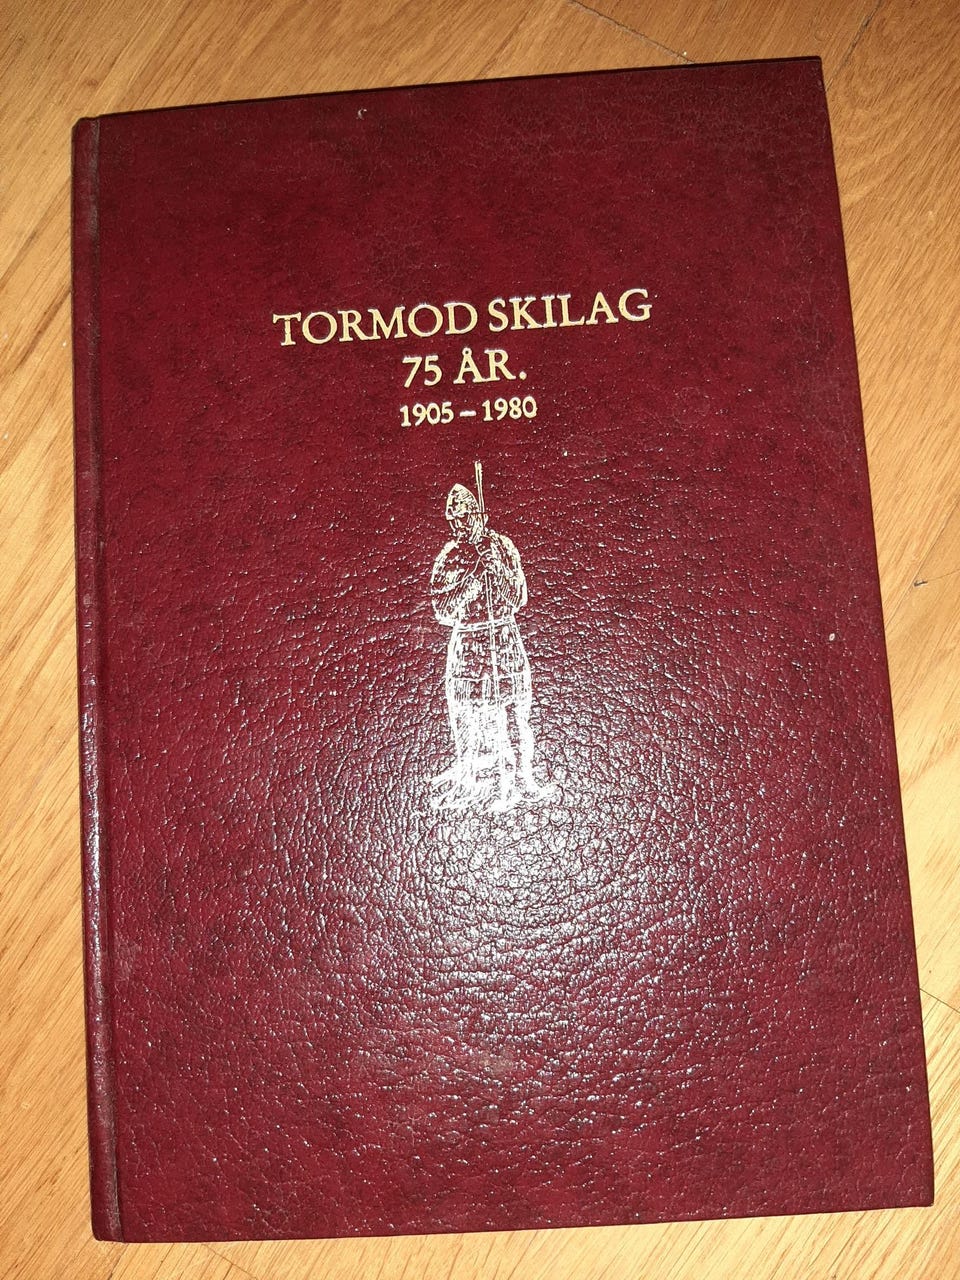 TORMOD SKILAG
75 ÅR.
1905 – 1980